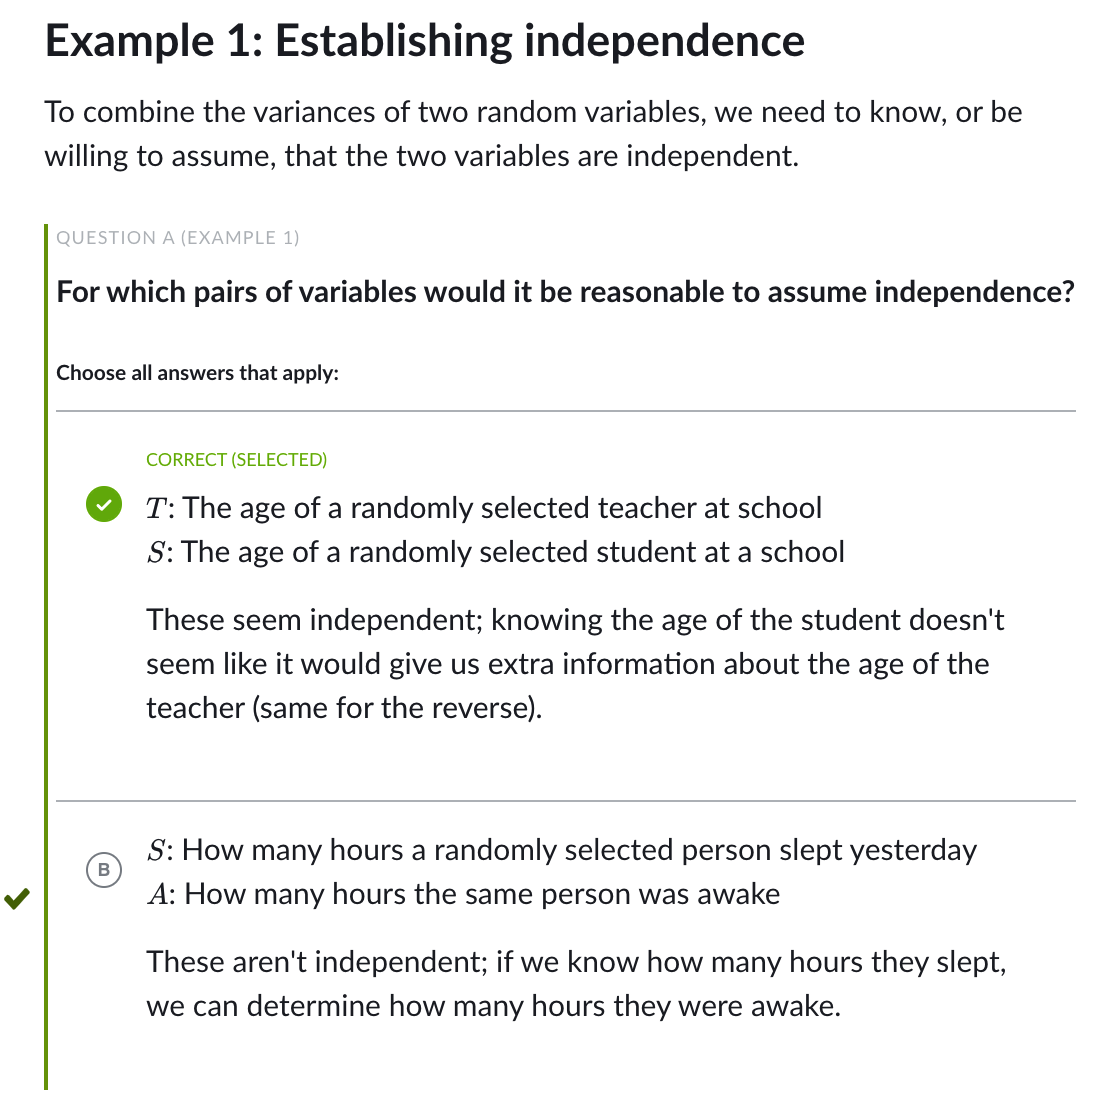 Example 1: Establishing independence
To combine the variances of two random variables, we need to know, or be
willing to assume, that the two variables are independent.
QUESTION A (EXAMPLE 1)
For which pairs of variables would it be reasonable to assume independence?
Choose all answers that apply:
CORRECT (SELECTED)
T: The age of a randomly selected teacher at school
S: The age of a randomly selected student at a school
These seem independent; knowing the age of the student doesn't
seem like it would give us extra information about the age of the
teacher (same for the reverse).
B
S: How many hours a randomly selected person slept yesterday
A: How many hours the same person was awake
These aren't independent; if we know how many hours they slept,
we can determine how many hours they were awake.